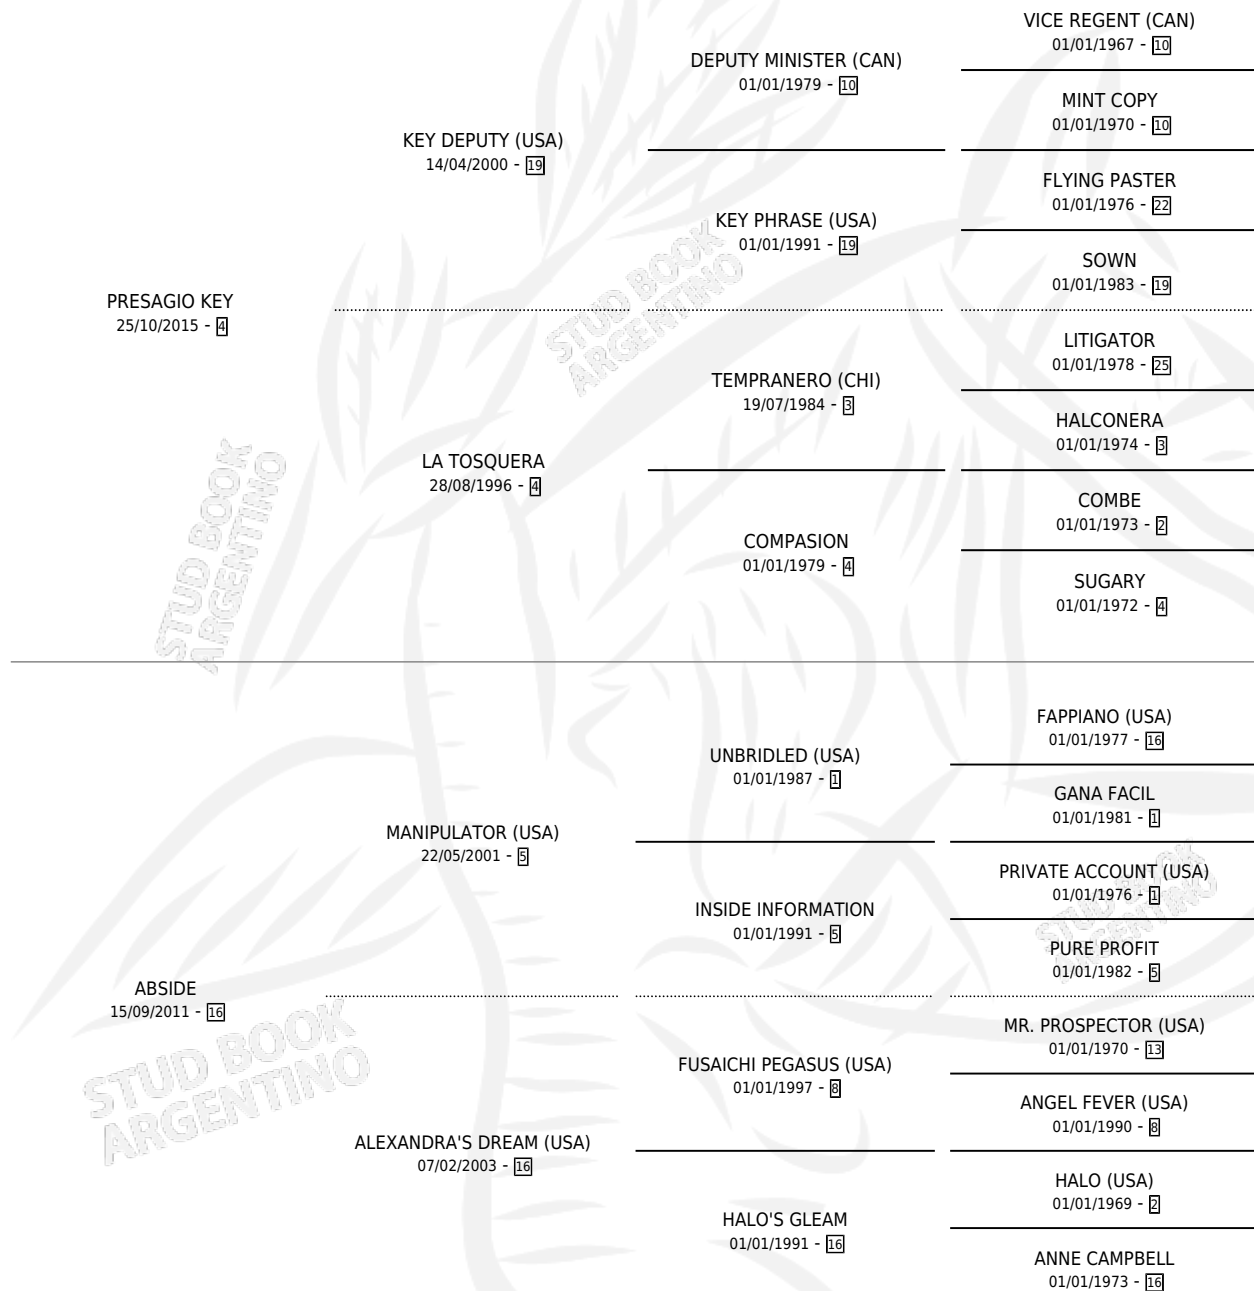 VICE REGENT (CAN)
01/01/1967 - 10
DEPUTY MINISTER (CAN)
01/01/1979 - 10
MINT COPY
01/01/1970 - 10
KEY DEPUTY (USA)
14/04/2000 - 19
FLYING PASTER
01/01/1976 - 22
KEY PHRASE (USA)
01/01/1991 - 19
SOWN
01/01/1983 - 19
PRESAGIO KEY
25/10/2015 - 4
LITIGATOR
01/01/1978 - 25
TEMPRANERO (CHI)
19/07/1984 - 3
HALCONERA
01/01/1974 - 3
LA TOSQUERA
28/08/1996 - 4
COMBE
01/01/1973 - 2
COMPASION
01/01/1979 - 4
SUGARY
01/01/1972 - 4
FAPPIANO (USA)
01/01/1977 - 16
UNBRIDLED (USA)
01/01/1987 - 1
GANA FACIL
01/01/1981 - 1
MANIPULATOR (USA)
22/05/2001 - 5
PRIVATE ACCOUNT (USA)
01/01/1976 - 1
INSIDE INFORMATION
01/01/1991 - 5
PURE PROFIT
01/01/1982 - 5
ABSIDE
15/09/2011 - 16
MR. PROSPECTOR (USA)
01/01/1970 - 13
FUSAICHI PEGASUS (USA)
01/01/1997 - 8
ANGEL FEVER (USA)
01/01/1990 - 8
ALEXANDRA'S DREAM (USA)
07/02/2003 - 16
HALO (USA)
01/01/1969 - 2
HALO'S GLEAM
01/01/1991 - 16
ANNE CAMPBELL
01/01/1973 - 16
STUD BOOK
ARGENTINO
STUD BOOK
ARGENTINO
STUD BOOK
ARGENTINO
STUD BOOK
ARGENTINO